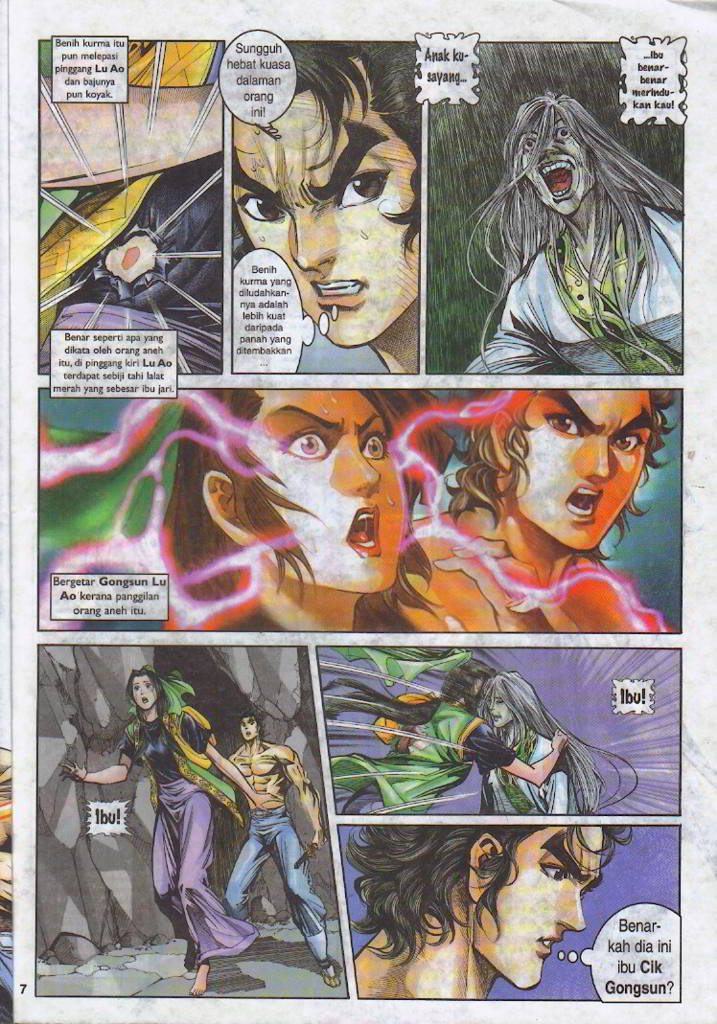 Benih kurma itu
pun melepasi
pinggang Lu Ao
dan bajunya
pun koyak.
Benar seperti apa yang
dikata oleh orang aneh
itu, di pinggang kiri Lu Ao
terdapat sebiji tahi lalat
merah yang sebesar ibu jari.
Sungguh
hebat kuasa
dalaman
orang
ini!
Benih
kurma yang
diludahkan-
nya adalah
lebih kuat
daripada
panah yang
ditembakkan
...
Anak ku-
sayang...
...Ibu
benar-
benar
merindu-
kan kau!
Bergetar Gongsun Lu
Ao kerana panggilan
orang aneh itu.
Ibu!
Ibu!
Benar-
kah dia ini
ibu Cik
Gongsun?
7